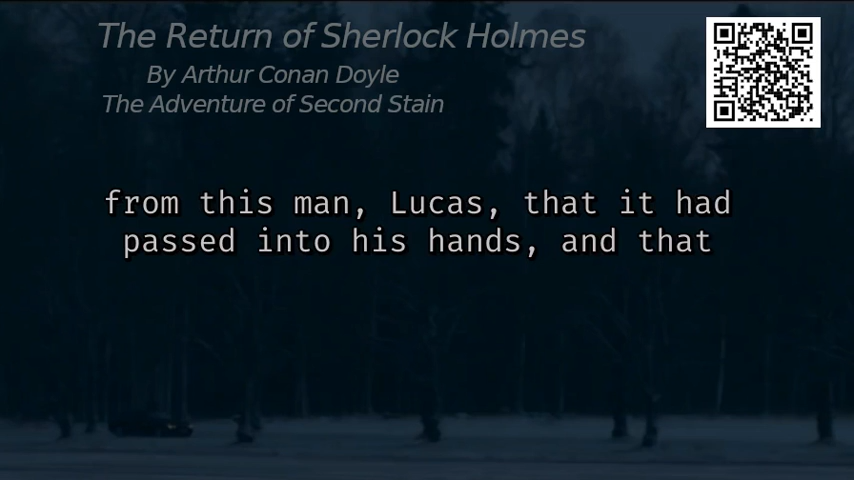 The Return of Sherlock Holmes
By Arthur Conan Doyle
The Adventure of Second Stain
from this man, Lucas, that it had
passed into his hands, and that